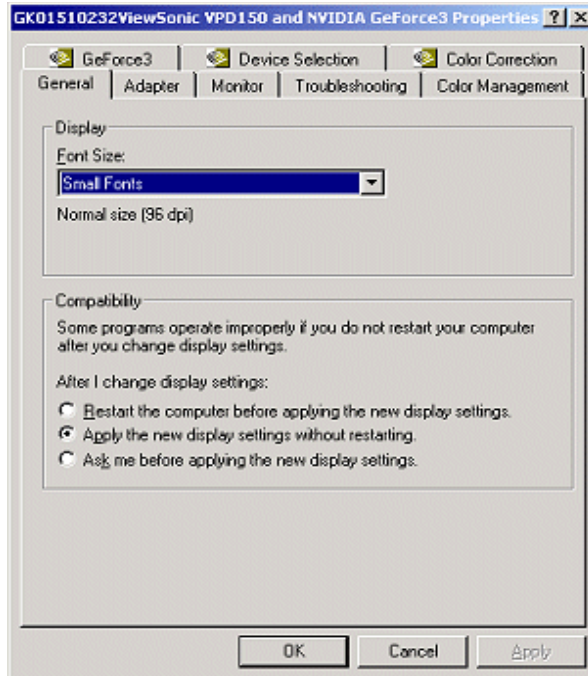 GK01510232ViewSonic VPD150 and NVIDIA GeForce3 Properties
GeForce3 Device Selection Color Correction
General Adapter Monitor Troubleshooting Color Management
Display
Font Size:
Small Fonts
Normal size (96 dpi)
Compatibility
Some programs operate improperly if you do not restart your computer
after you change display settings.
After I change display settings:
Restart the computer before applying the new display settings.
Apply the new display settings without restarting.
Ask me before applying the new display settings.
OK Cancel Apply